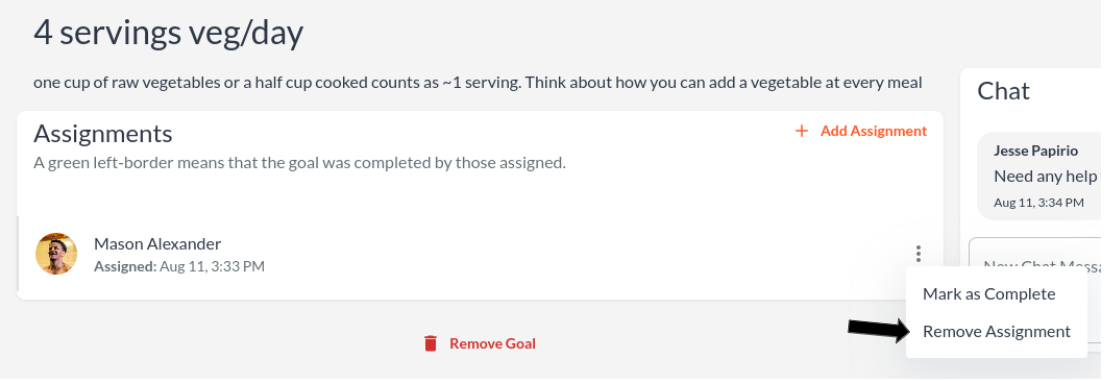 4 servings veg/day
one cup of raw vegetables or a half cup cooked counts as ~1 serving. Think about how you can add a vegetable at every meal
Assignments
Add Assignment
A green left-border means that the goal was completed by those assigned.
Mason Alexander
Assigned: Aug 11, 3:33 PM
Mark as Complete
Remove Assignment
Remove Goal
Chat
Jesse Papirio
Need any help
Aug 11, 3:34 PM
New Chat